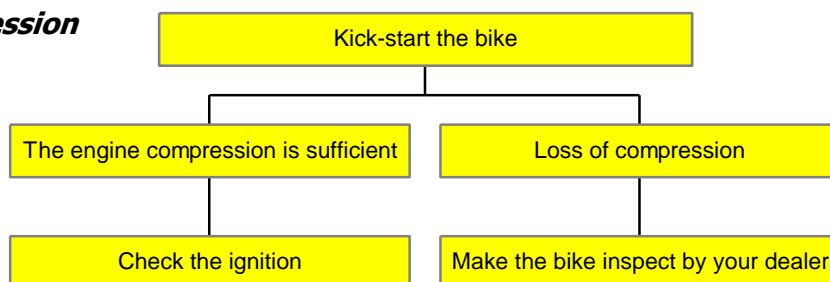 ession
Kick-start the bike
The engine compression is sufficient
Loss of compression
Check the ignition
Make the bike inspect by your dealer